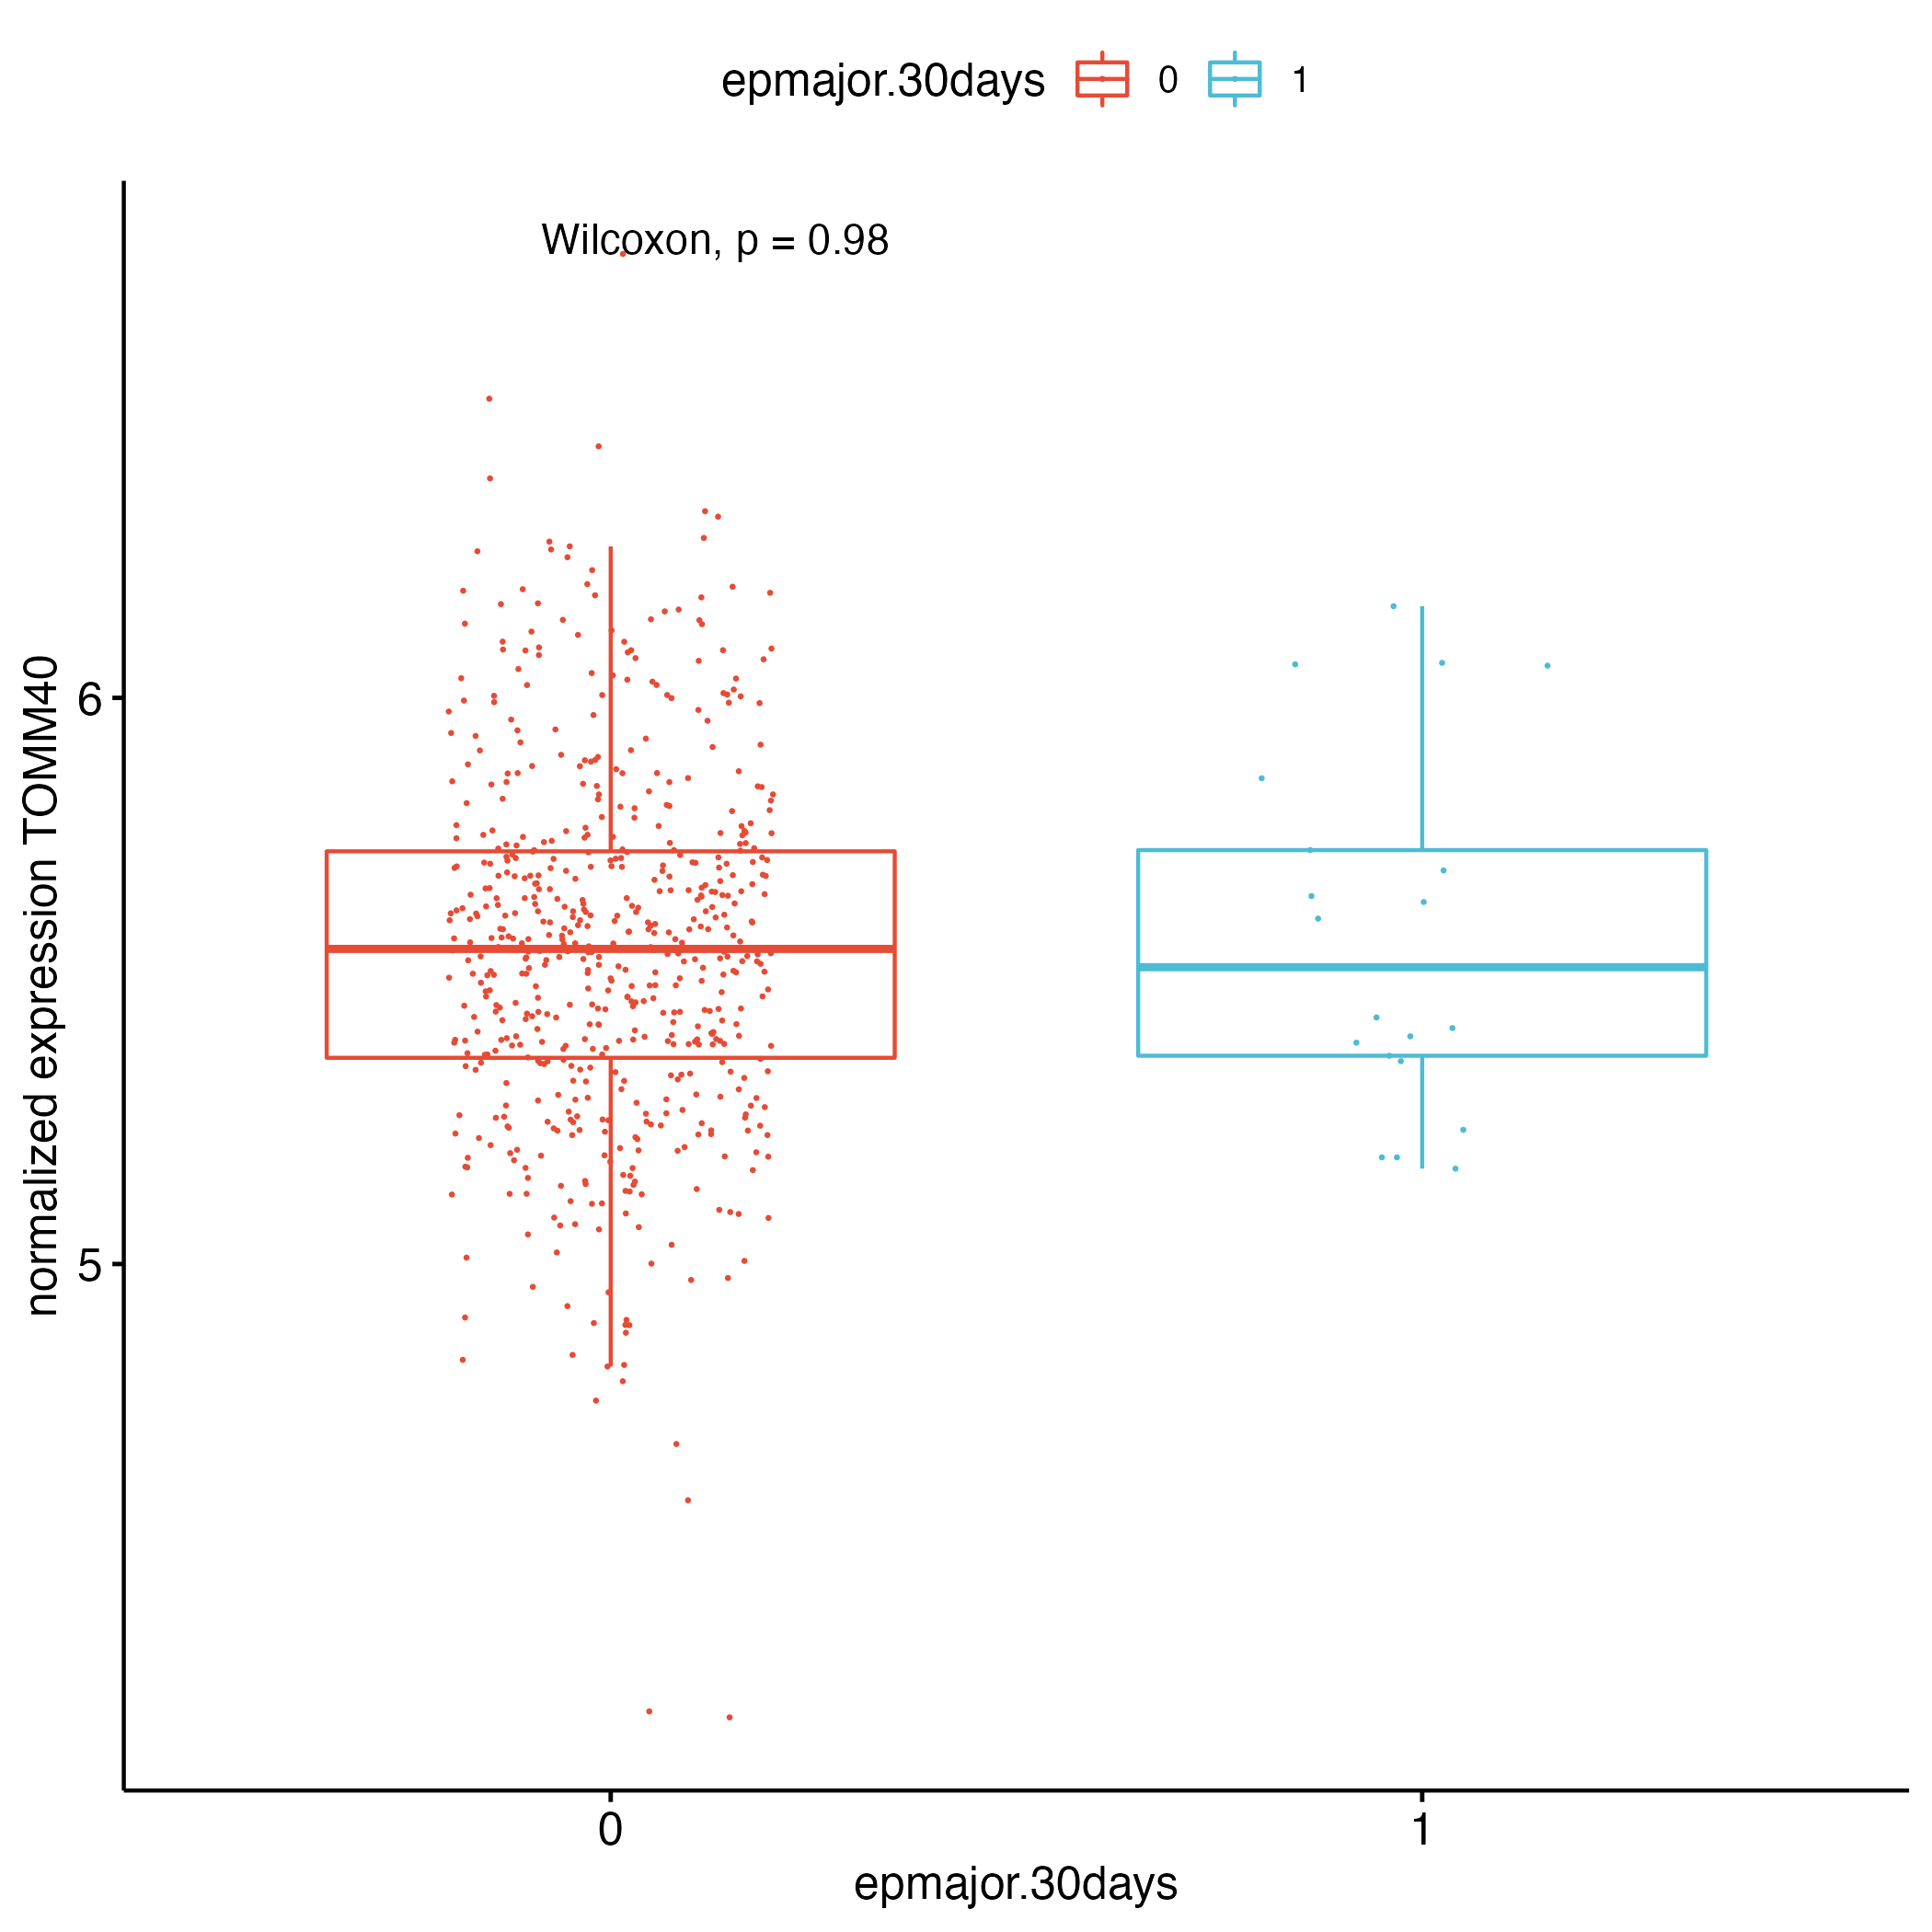 epmajor.30days 0 1
Wilcoxon, p = 0.98
normalized expression TOMM40
6
5
0 1
epmajor.30days